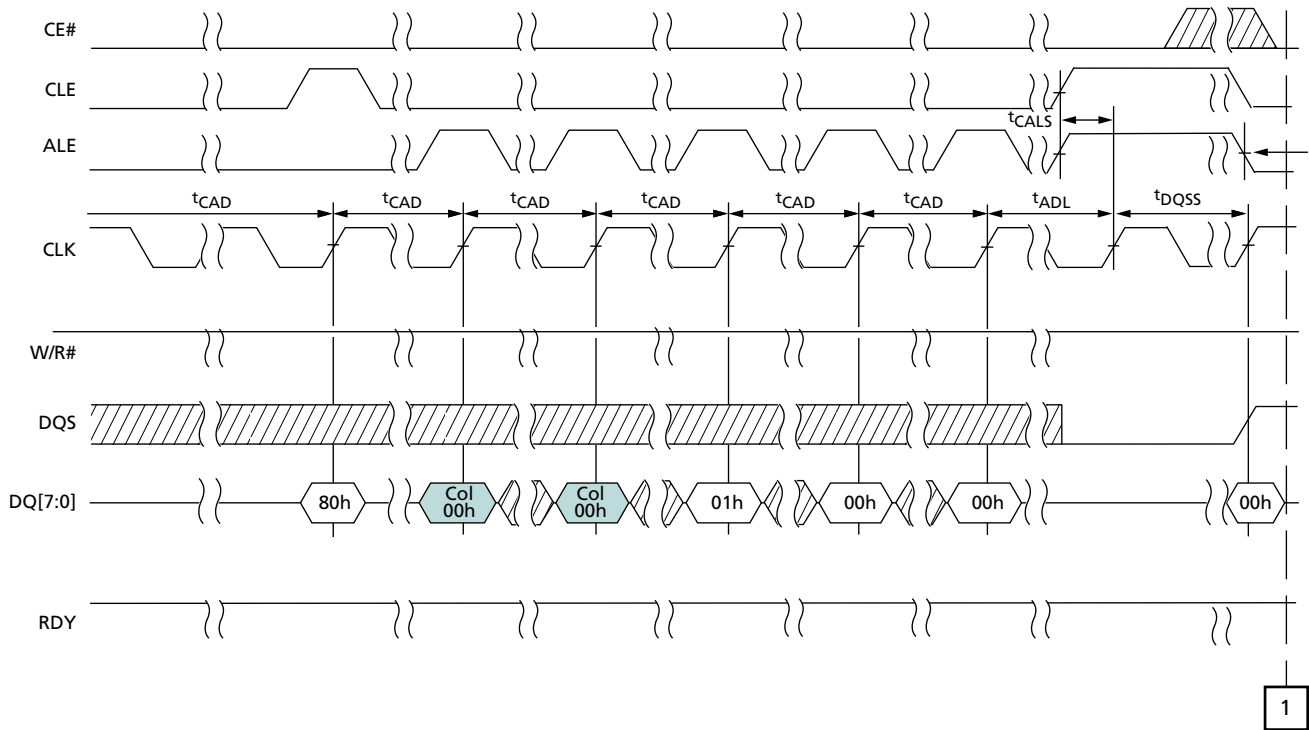 CE#
CLE
tCALS
ALE
tCAD tCAD tCAD tCAD tCAD tCAD tADL tDQSS
CLK
W/R#
DQS
DQ[7:0] 80h Col 00h Col 00h 01h 00h 00h 00h
RDY
1